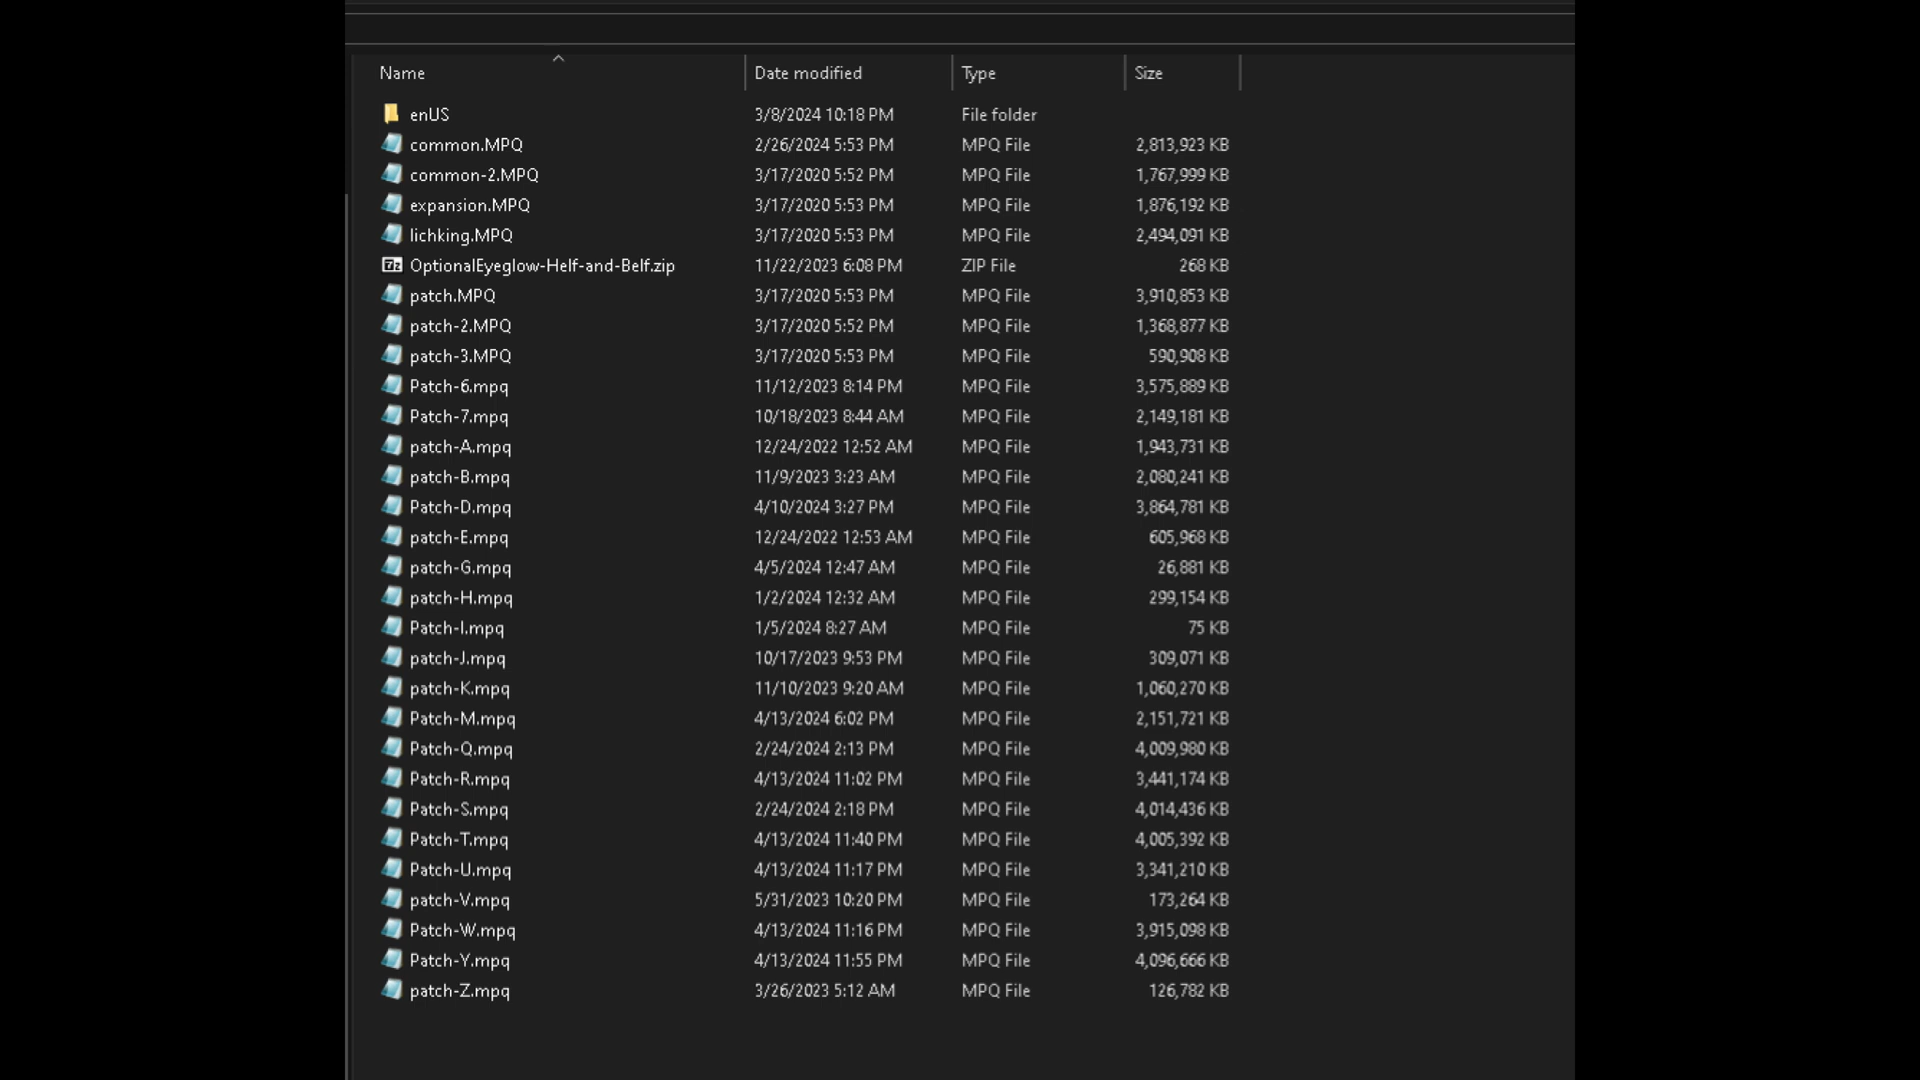 Name Date modified Type Size
enUS 3/8/2024 10:18 PM File folder
common.MPQ 2/26/2024 5:53 PM MPQ File 2,813,923 KB
common-2.MPQ 3/17/2020 5:52 PM MPQ File 1,767,999 KB
expansion.MPQ 3/17/2020 5:53 PM MPQ File 1,876,192 KB
lichking.MPQ 3/17/2020 5:53 PM MPQ File 2,494,091 KB
OptionalEyeglow-Helf-and-Belf.zip 11/22/2023 6:08 PM ZIP File 268 KB
patch.MPQ 3/17/2020 5:53 PM MPQ File 3,910,853 KB
patch-2.MPQ 3/17/2020 5:52 PM MPQ File 1,368,877 KB
patch-3.MPQ 3/17/2020 5:53 PM MPQ File 590,908 KB
Patch-6.mpq 11/12/2023 8:14 PM MPQ File 3,575,889 KB
Patch-7.mpq 10/18/2023 8:44 AM MPQ File 2,149,181 KB
patch-A.mpq 12/24/2022 12:52 AM MPQ File 1,943,731 KB
patch-B.mpq 11/9/2023 3:23 AM MPQ File 2,080,241 KB
Patch-D.mpq 4/10/2024 3:27 PM MPQ File 3,864,781 KB
patch-E.mpq 12/24/2022 12:53 AM MPQ File 605,968 KB
patch-G.mpq 4/5/2024 12:47 AM MPQ File 26,881 KB
patch-H.mpq 1/2/2024 12:32 AM MPQ File 299,154 KB
Patch-I.mpq 1/5/2024 8:27 AM MPQ File 75 KB
patch-J.mpq 10/17/2023 9:53 PM MPQ File 309,071 KB
patch-K.mpq 11/10/2023 9:20 AM MPQ File 1,060,270 KB
Patch-M.mpq 4/13/2024 6:02 PM MPQ File 2,151,721 KB
Patch-Q.mpq 2/24/2024 2:13 PM MPQ File 4,009,980 KB
Patch-R.mpq 4/13/2024 11:02 PM MPQ File 3,441,174 KB
Patch-S.mpq 2/24/2024 2:18 PM MPQ File 4,014,436 KB
Patch-T.mpq 4/13/2024 11:40 PM MPQ File 4,005,392 KB
Patch-U.mpq 4/13/2024 11:17 PM MPQ File 3,341,210 KB
patch-V.mpq 5/31/2023 10:20 PM MPQ File 173,264 KB
Patch-W.mpq 4/13/2024 11:16 PM MPQ File 3,915,098 KB
Patch-Y.mpq 4/13/2024 11:55 PM MPQ File 4,096,666 KB
patch-Z.mpq 3/26/2023 5:12 AM MPQ File 126,782 KB